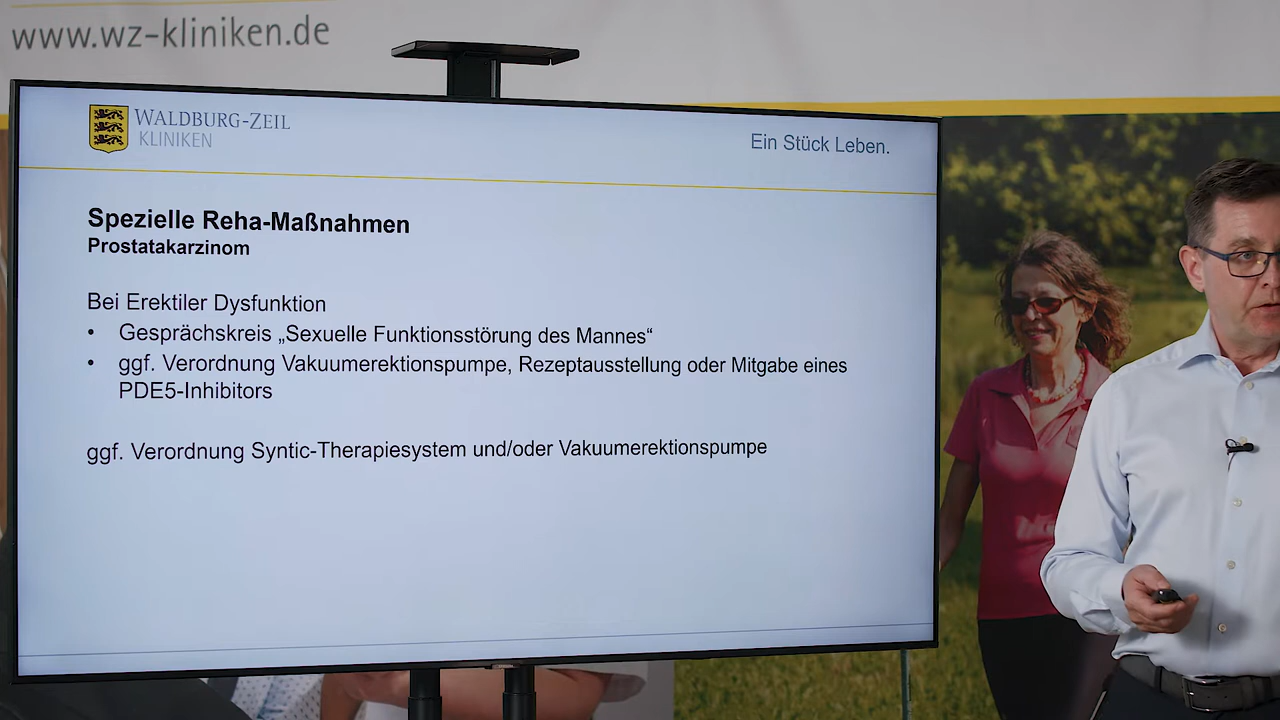 www.wz-kliniken.de
WALDBURG-ZEIL
KLINIKEN
Ein Stück Leben.
Spezielle Reha-Maßnahmen
Prostatakarzinom
Bei Erektiler Dysfunktion
• Gesprächskreis „Sexuelle Funktionsstörung des Mannes“
• ggf. Verordnung Vakuumerektionspumpe, Rezeptausstellung oder Mitgabe eines
PDE5-Inhibitors
ggf. Verordnung Syntic-Therapiesystem und/oder Vakuumerektionspumpe